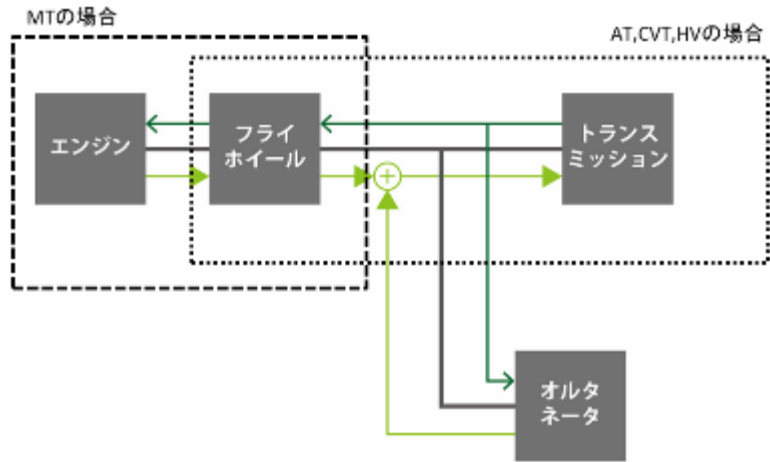 MTの場合
AT,CVT,HVの場合
エンジン
フライ
ホイール
トランス
ミッション
オルタ
ネータ